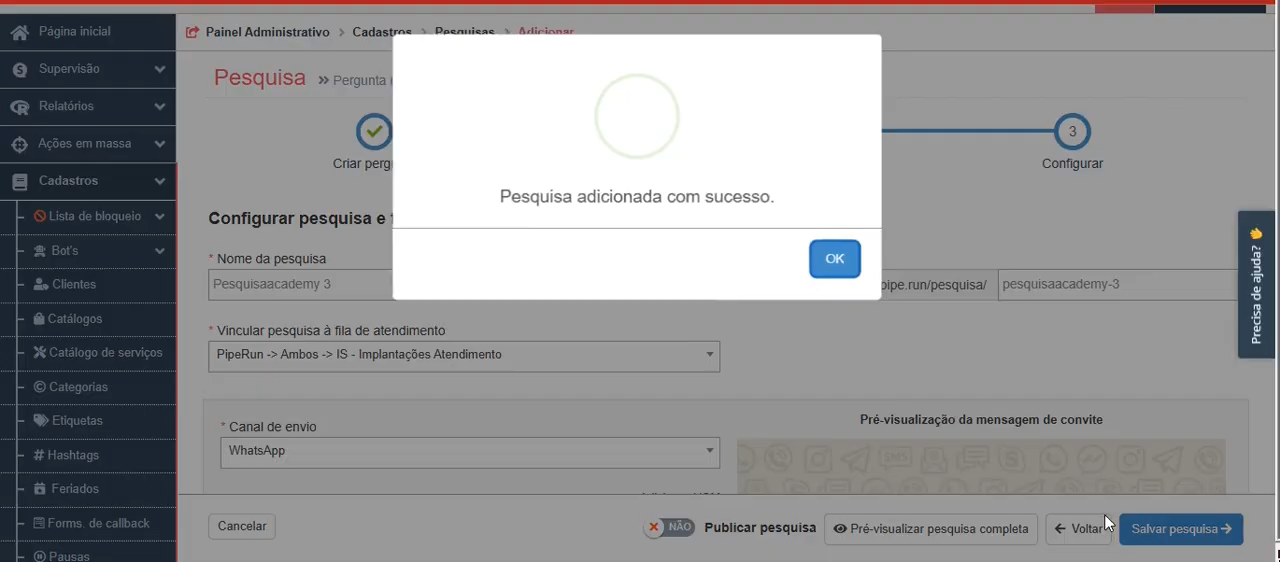 Página inicial
Supervisão
Relatórios
Ações em massa
Cadastros
Lista de bloqueio
Bot's
Clientes
Catálogos
Catálogo de serviços
Categorias
Etiquetas
Hashtags
Feriados
Forms. de callback
Pausas
Painel Administrativo > Cadastros > Pesquisas > Adicionar
Pesquisa » Pergunta
Criar perg
3
Configurar
Pesquisa adicionada com sucesso.
OK
Configurar pesquisa e
* Nome da pesquisa
Pesquisaacademy 3
pipe.run/pesquisa/
pesquisaacademy-3
* Vincular pesquisa à fila de atendimento
PipeRun -> Ambos -> IS - Implantações Atendimento
* Canal de envio
WhatsApp
Pré-visualização da mensagem de convite
Cancelar
NÃO
Publicar pesquisa
Pré-visualizar pesquisa completa
Voltar
Salvar pesquisa
Precisa de ajuda?